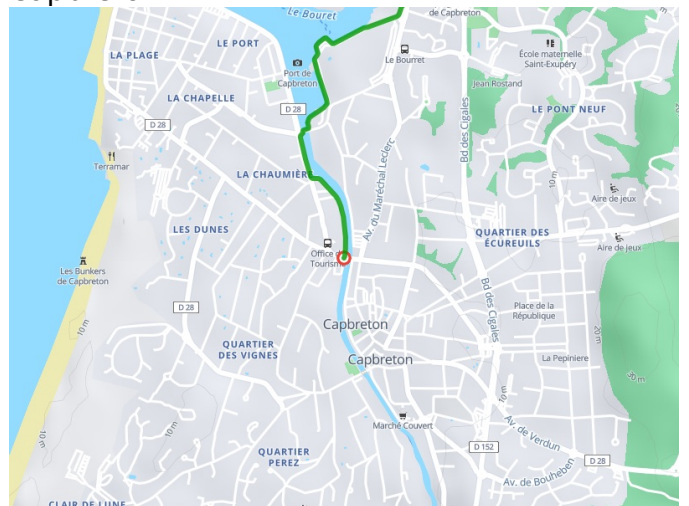 Le Bouret
de Capbreton
LE PORT
LA PLAGE
Port de
Capbreton
Le Bourret
École maternelle
Saint-Exupéry
Jean Rostand
LA CHAPELLE
D 28
LE PONT NEUF
D 28
Bd des Cigales
Terramar
LA CHAUMIÈRE
Av. du Maréchal Leclerc
10 m
Aire de jeux
LES DUNES
QUARTIER DES
ÉCUREUILS
Aire de jeux
Office de
Tourisme
Les Bunkers
de Capbreton
Bd des Cigales
D 28
Place de la
République
10 m
Capbreton
20 m
QUARTIER
DES VIGNES
Capbreton
La Pepiniere
30 m
10 m
Marché Couvert
Av. de Verdun
10 m
10 m
D 152
QUARTIER
PEREZ
D 28
Av. de Bouheben
CLAIR DE LUNE